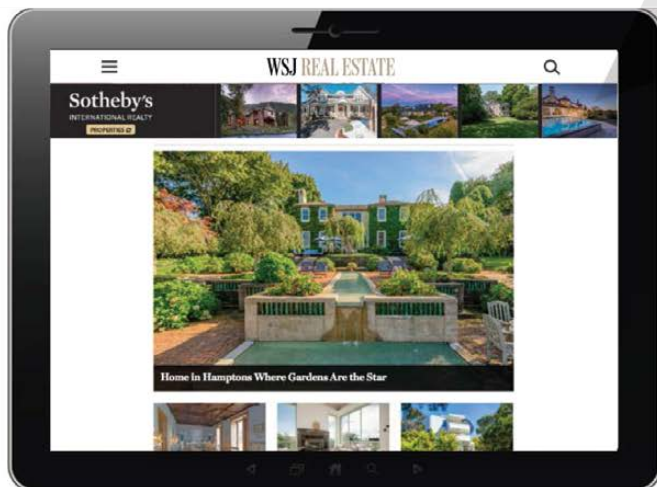 WSJ REAL ESTATE
Sotheby's
INTERNATIONAL REALTY
PROPERTIES
Home in Hamptons Where Gardens Are the Star